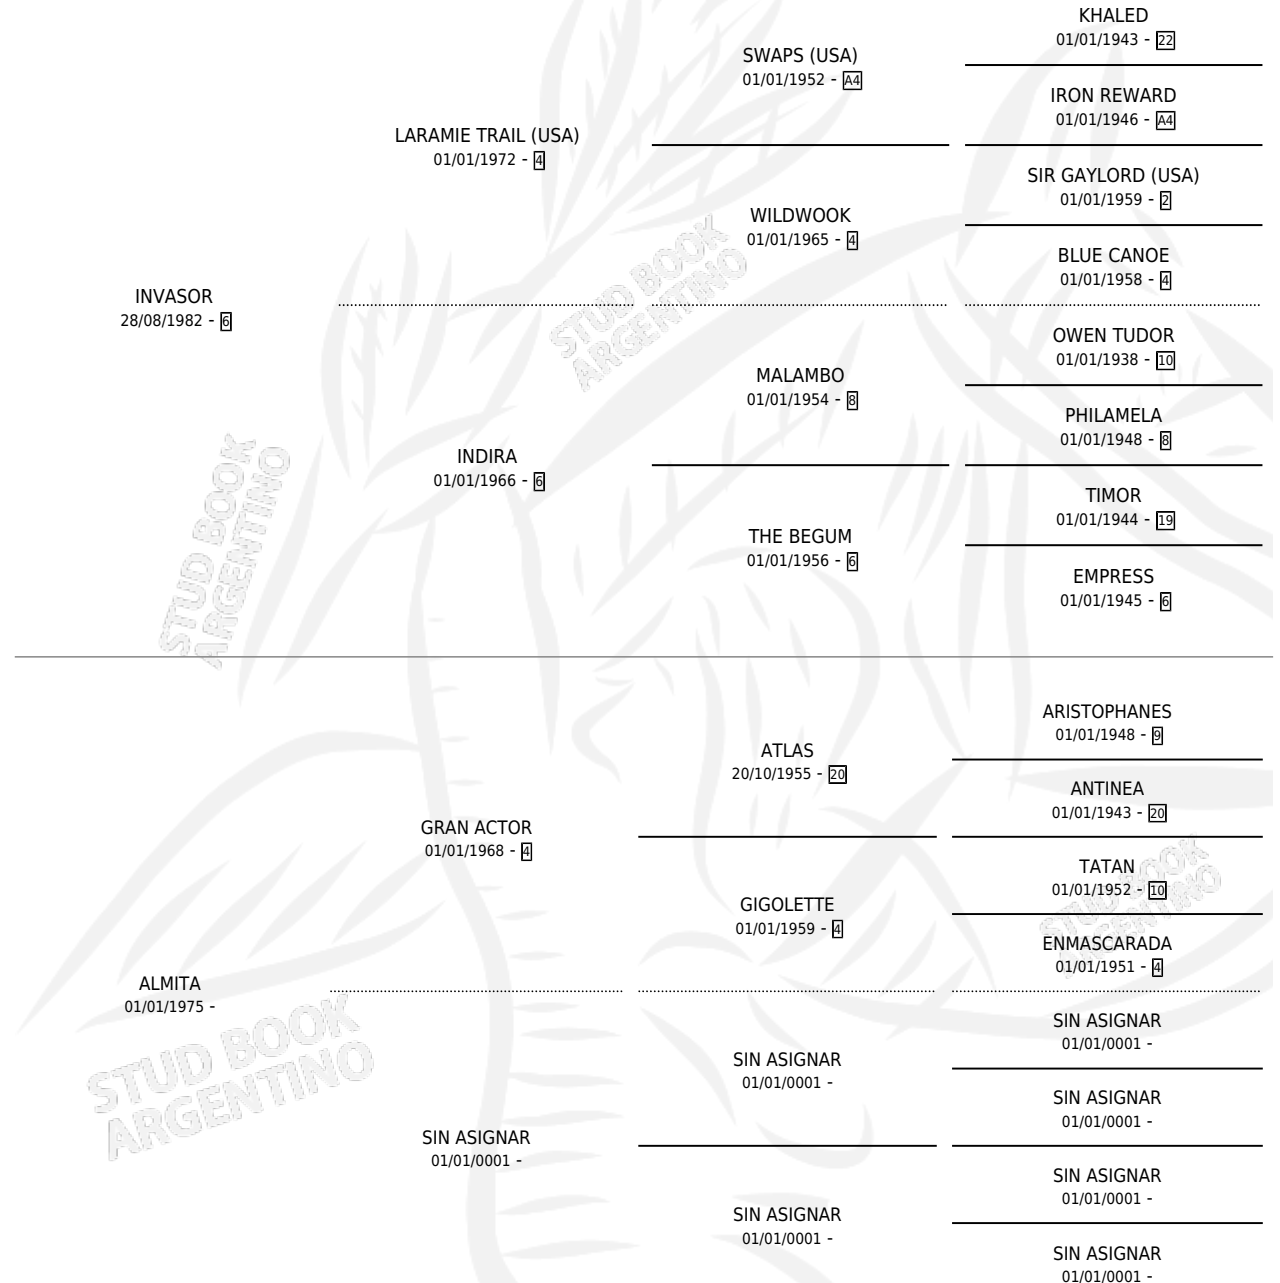 KHALED
01/01/1943 - 22
SWAPS (USA)
01/01/1952 - A4
IRON REWARD
01/01/1946 - A4
LARAMIE TRAIL (USA)
01/01/1972 - 4
SIR GAYLORD (USA)
01/01/1959 - 2
WILDWOOK
01/01/1965 - 4
BLUE CANOE
01/01/1958 - 4
INVASOR
28/08/1982 - 6
OWEN TUDOR
01/01/1938 - 10
MALAMBO
01/01/1954 - 8
PHILAMELA
01/01/1948 - 8
INDIRA
01/01/1966 - 6
TIMOR
01/01/1944 - 19
THE BEGUM
01/01/1956 - 6
EMPRESS
01/01/1945 - 6
ARISTOPHANES
01/01/1948 - 9
ATLAS
20/10/1955 - 20
ANTINEA
01/01/1943 - 20
GRAN ACTOR
01/01/1968 - 4
TATAN
01/01/1952 - 10
GIGOLETTE
01/01/1959 - 4
ENMASCARADA
01/01/1951 - 4
ALMITA
01/01/1975 -
SIN ASIGNAR
01/01/0001 -
SIN ASIGNAR
01/01/0001 -
SIN ASIGNAR
01/01/0001 -
SIN ASIGNAR
01/01/0001 -
SIN ASIGNAR
01/01/0001 -
SIN ASIGNAR
01/01/0001 -
SIN ASIGNAR
01/01/0001 -
STUD BOOK
ARGENTINO
STUD BOOK
ARGENTINO
STUD BOOK
ARGENTINO
STUD BOOK
ARGENTINO